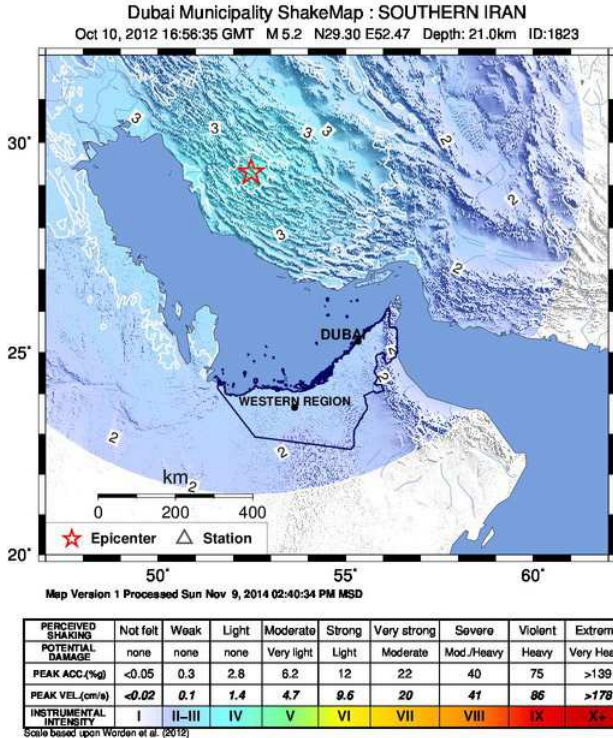 Dubai Municipality ShakeMap : SOUTHERN IRAN
Oct 10, 2012 16:56:35 GMT M 5.2 N29.30 E52.47 Depth: 21.0km ID:1823
3
3
3
3
2
30˚
2
3
2
DUBAI
25˚
2
2
WESTERN REGION
2
2
km
2
0 200 400
Epicenter Station
20˚
50˚ 55˚ 60˚
Map Version 1 Processed Sun Nov 9, 2014 02:40:34 PM MSD
PERCEIVED SHAKING Not felt Weak Light Moderate Strong Very strong Severe Violent Extrem
POTENTIAL DAMAGE none none none Very light Light Moderate Mod./Heavy Heavy Very Hea
PEAK ACC.(%g) <0.05 0.3 2.8 6.2 12 22 40 75 >139
PEAK VEL.(cm/s) <0.02 0.1 1.4 4.7 9.6 20 41 86 >178
INSTRUMENTAL INTENSITY I II-III IV V VI VII VIII IX X+
Scale based upon Worden et al. (2012)